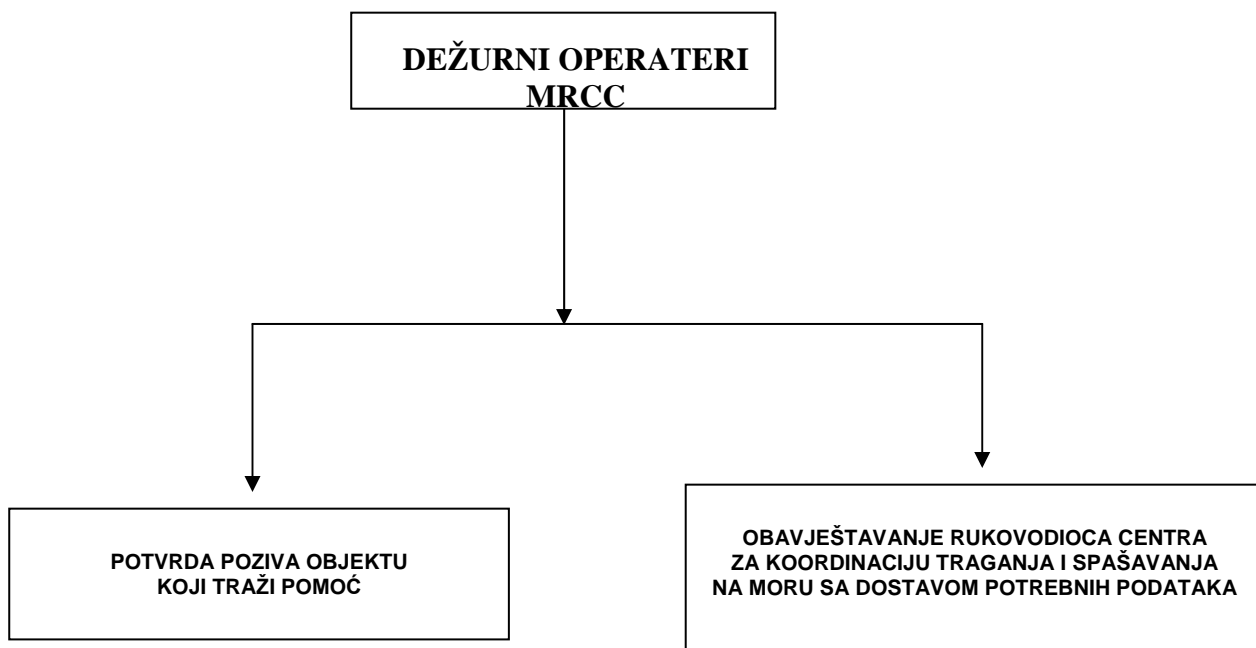 DEŽURNI OPERATERI
MRCC
POTVRDA POZIVA OBJEKTU
KOJI TRAŽI POMOĆ
OBAVJEŠTAVANJE RUKOVODIOCA CENTRA
ZA KOORDINACIJU TRAGANJA I SPAŠAVANJA
NA MORU SA DOSTAVOM POTREBNIH PODATAKA